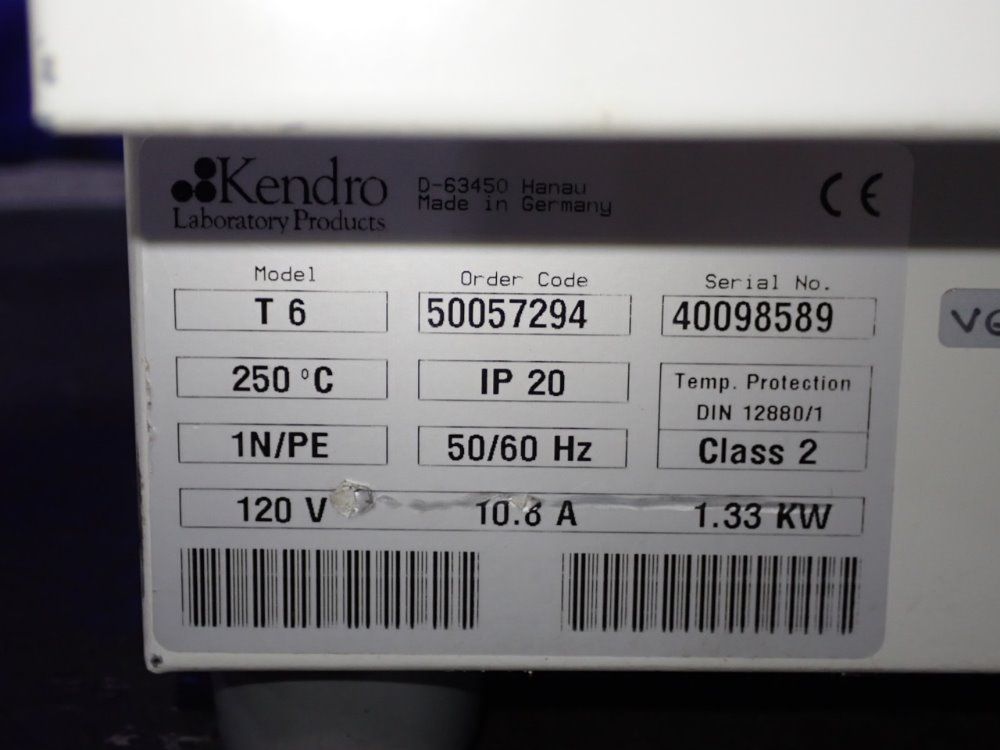 Kendro
Laboratory Products
D-63450 Hanau
Made in Germany
CE
Model
Order Code
Serial No.
T 6
50057294
40098589
250 °C
IP 20
Temp. Protection
DIN 12880/1
1N/PE
50/60 Hz
Class 2
120 V
A
1.33 KW